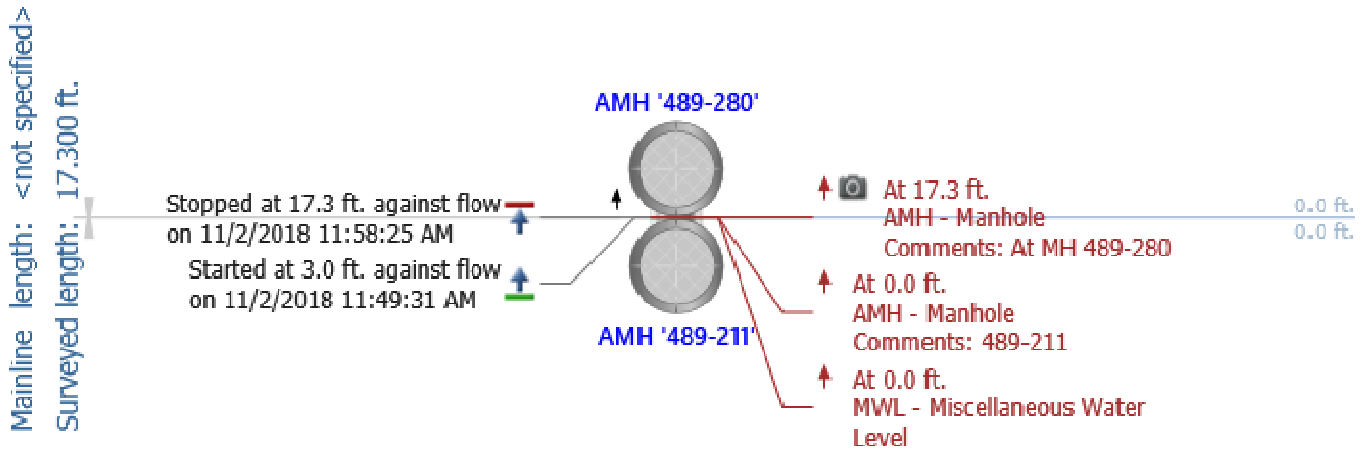 Mainline length: <not specified>
Surveyed length: 17.300 ft.
AMH '489-280'
Stopped at 17.3 ft. against flow
on 11/2/2018 11:58:25 AM
Started at 3.0 ft. against flow
on 11/2/2018 11:49:31 AM
AMH '489-211'
At 17.3 ft.
AMH - Manhole
Comments: At MH 489-280
At 0.0 ft.
AMH - Manhole
Comments: 489-211
At 0.0 ft.
MWL - Miscellaneous Water
Level
0.0 ft.
0.0 ft.